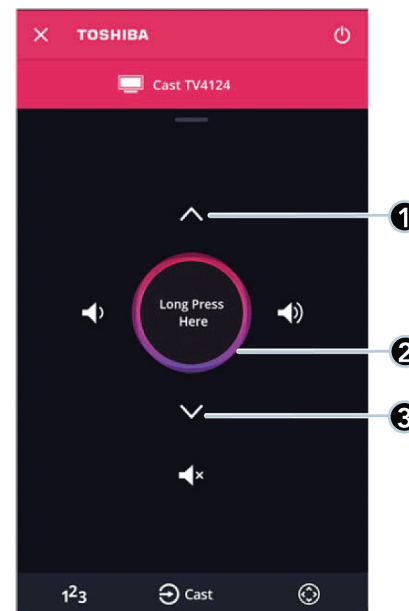 TOSHIBA
Cast TV4124
1
Long Press
Here
2
3
123
Cast